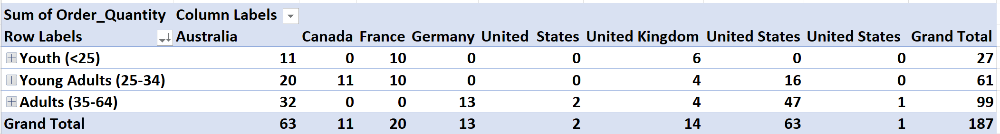 Sum of Order_Quantity Column Labels
Row Labels Australia Canada France Germany United  States United Kingdom United States United States Grand Total
Youth (<25) 11 0 10 0 0 6 0 0 27
Young Adults (25-34) 20 11 10 0 0 4 16 0 61
Adults (35-64) 32 0 0 13 2 4 47 1 99
Grand Total 63 11 20 13 2 14 63 1 187